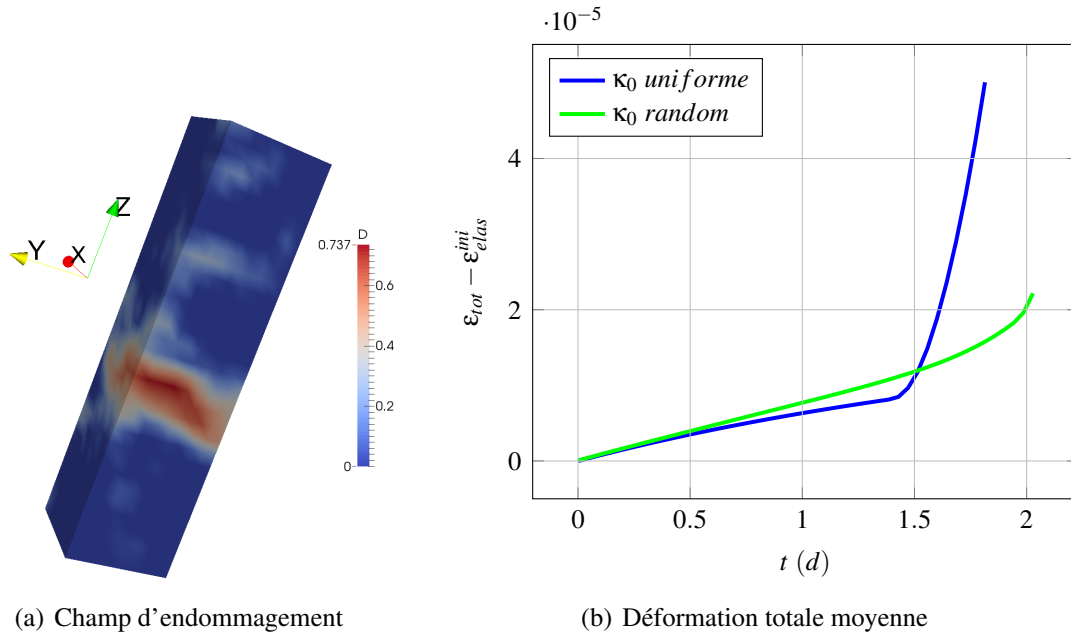 Z
Y
X
D
0.737
0.6
0.4
0.2
0
(a) Champ d'endommagement
·10⁻⁵
κ₀ uniforme
κ₀ random
4
2
0
ε_tot − ε_elas^ini
0 0.5 1 1.5 2
t (d)
(b) Déformation totale moyenne